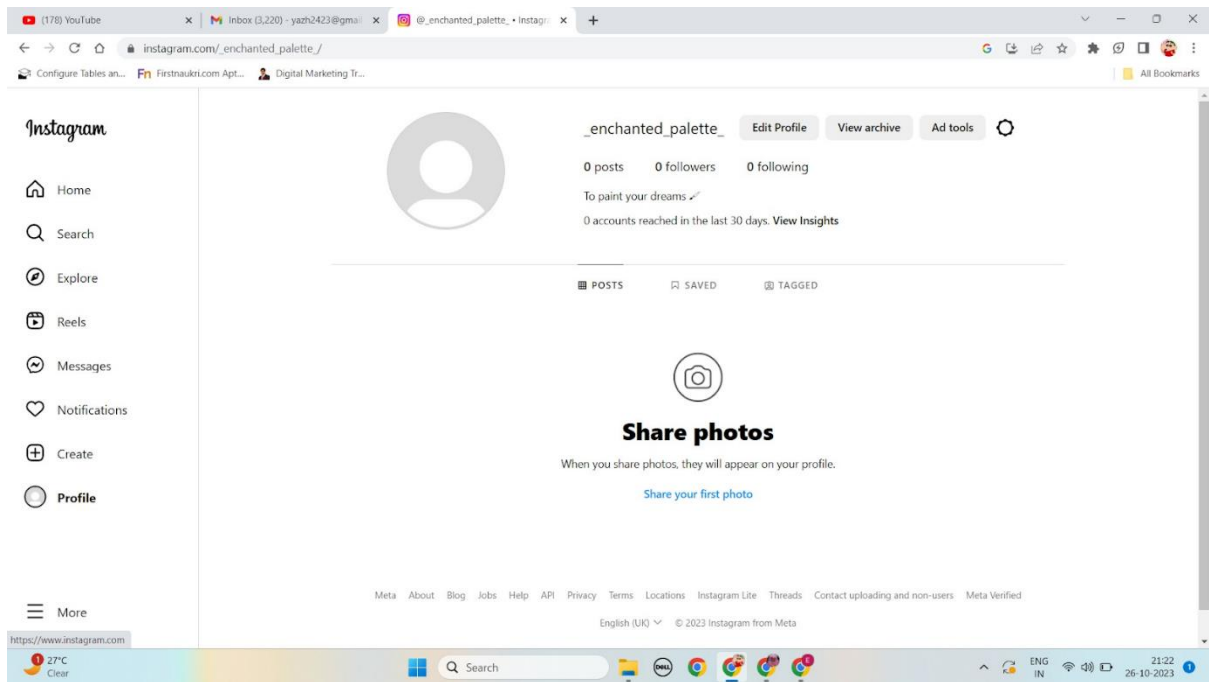 (178) YouTube
Inbox (3,220) - yazh2423@gmail
@_enchanted_palette_ • Instagr
instagram.com/_enchanted_palette_/
Configure Tables an...
Firstnaukri.com Apt...
Digital Marketing Tr...
All Bookmarks
Instagram
_enchanted_palette_ Edit Profile View archive Ad tools
0 posts 0 followers 0 following
To paint your dreams
0 accounts reached in the last 30 days. View Insights
Home
Search
Explore
Reels
Messages
Notifications
Create
Profile
More
POSTS SAVED TAGGED
Share photos
When you share photos, they will appear on your profile.
Share your first photo
Meta About Blog Jobs Help API Privacy Terms Locations Instagram Lite Threads Contact uploading and non-users Meta Verified
English (UK) © 2023 Instagram from Meta
https://www.instagram.com
1
27°C
Clear
Search
DELL
ENG
IN
21:22
26-10-2023
1